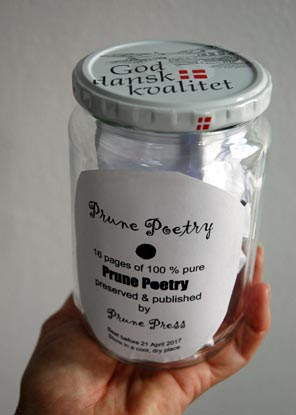 God
dansk
kvalitet
Prune Poetry
16 pages of 100 % pure
Prune Poetry
preserved & published
by
Prune Press
Best before 21 April 2017
Store in a cool, dry place